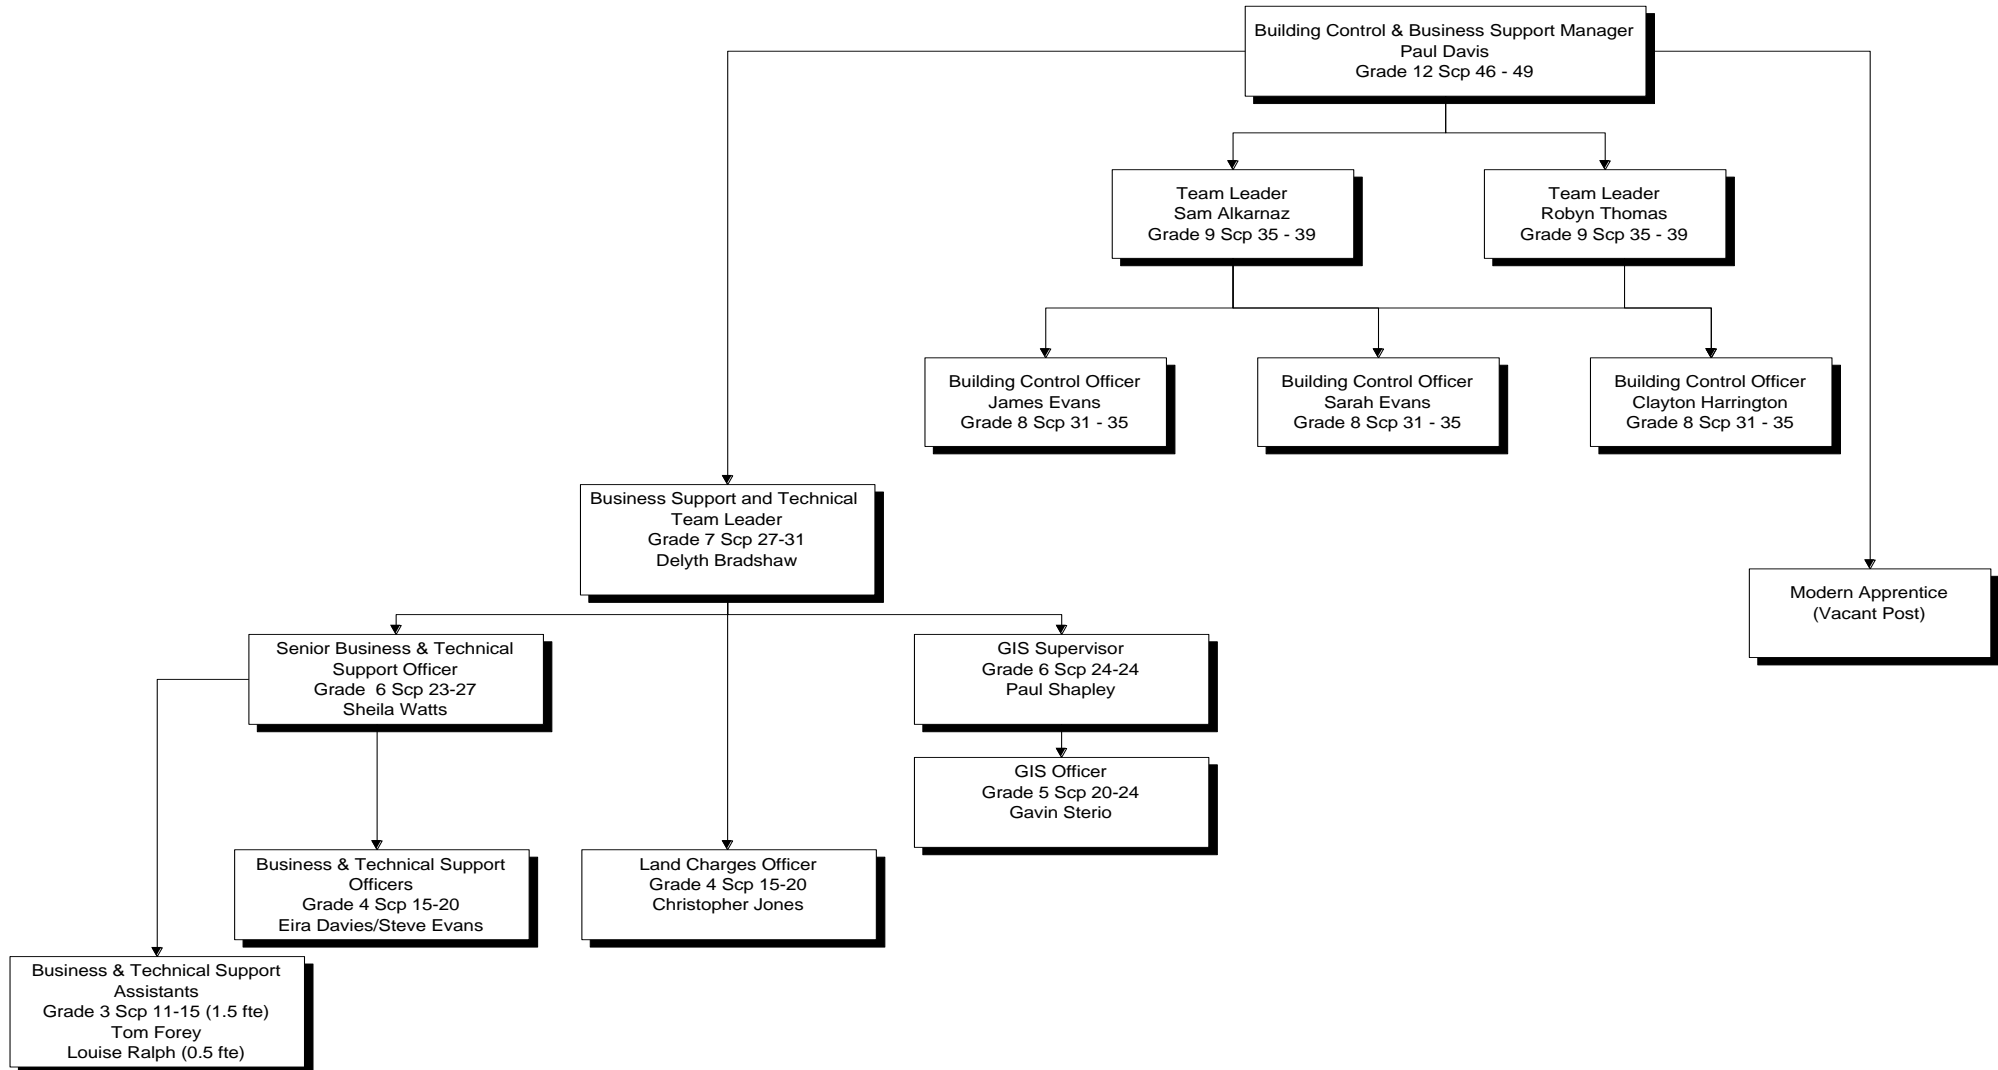 Building Control & Business Support Manager
Paul Davis
Grade 12 Scp 46 - 49
Team Leader
Sam Alkarnaz
Grade 9 Scp 35 - 39
Team Leader
Robyn Thomas
Grade 9 Scp 35 - 39
Building Control Officer
James Evans
Grade 8 Scp 31 - 35
Building Control Officer
Sarah Evans
Grade 8 Scp 31 - 35
Building Control Officer
Clayton Harrington
Grade 8 Scp 31 - 35
Business Support and Technical
Team Leader
Grade 7 Scp 27-31
Delyth Bradshaw
Modern Apprentice
(Vacant Post)
Senior Business & Technical
Support Officer
Grade 6 Scp 23-27
Sheila Watts
GIS Supervisor
Grade 6 Scp 24-24
Paul Shapley
GIS Officer
Grade 5 Scp 20-24
Gavin Sterio
Business & Technical Support
Officers
Grade 4 Scp 15-20
Eira Davies/Steve Evans
Land Charges Officer
Grade 4 Scp 15-20
Christopher Jones
Business & Technical Support
Assistants
Grade 3 Scp 11-15 (1.5 fte)
Tom Forey
Louise Ralph (0.5 fte)